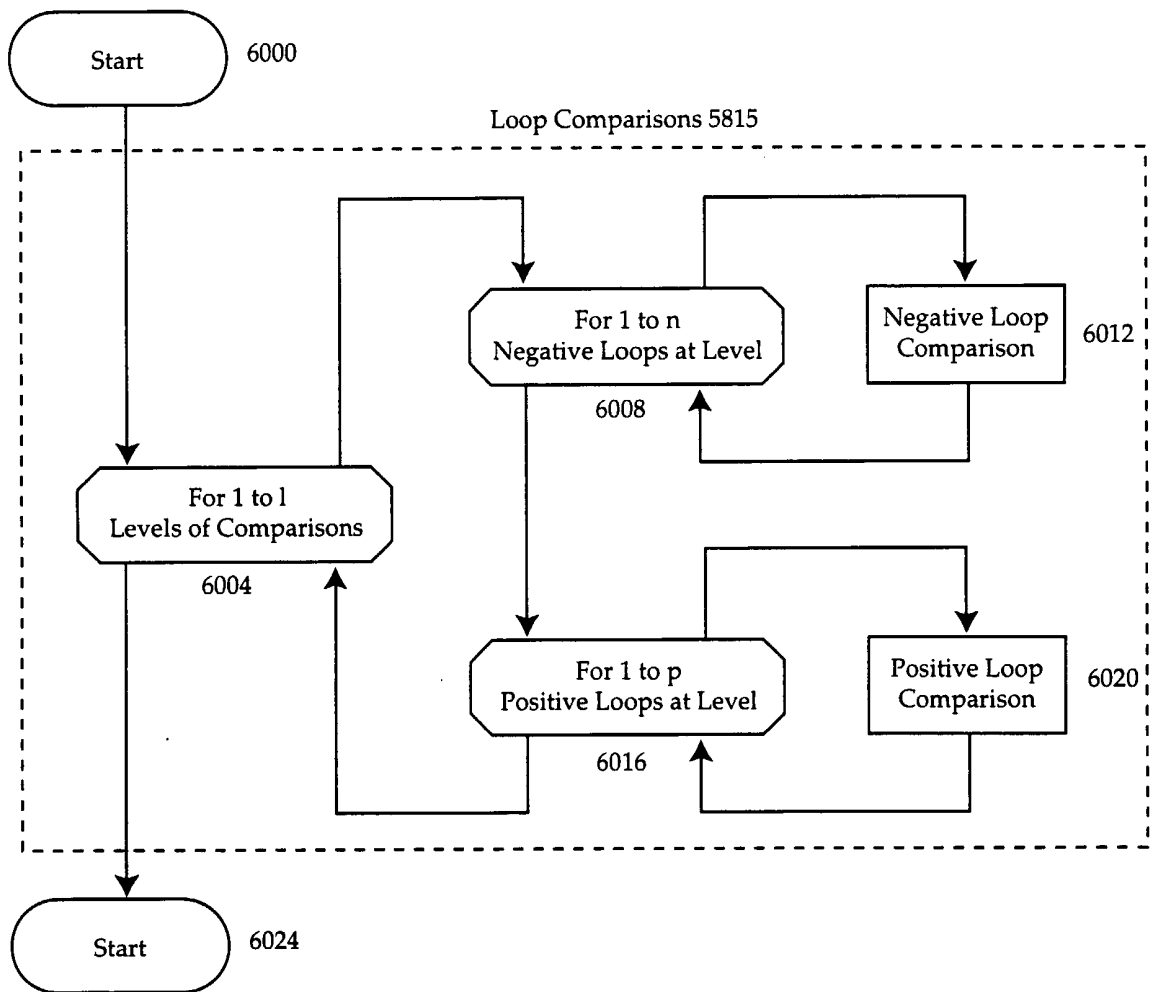 Start
6000
Loop Comparisons 5815
For 1 to n
Negative Loops at Level
6008
Negative Loop
Comparison
6012
For 1 to l
Levels of Comparisons
6004
For 1 to p
Positive Loops at Level
6016
Positive Loop
Comparison
6020
Start
6024